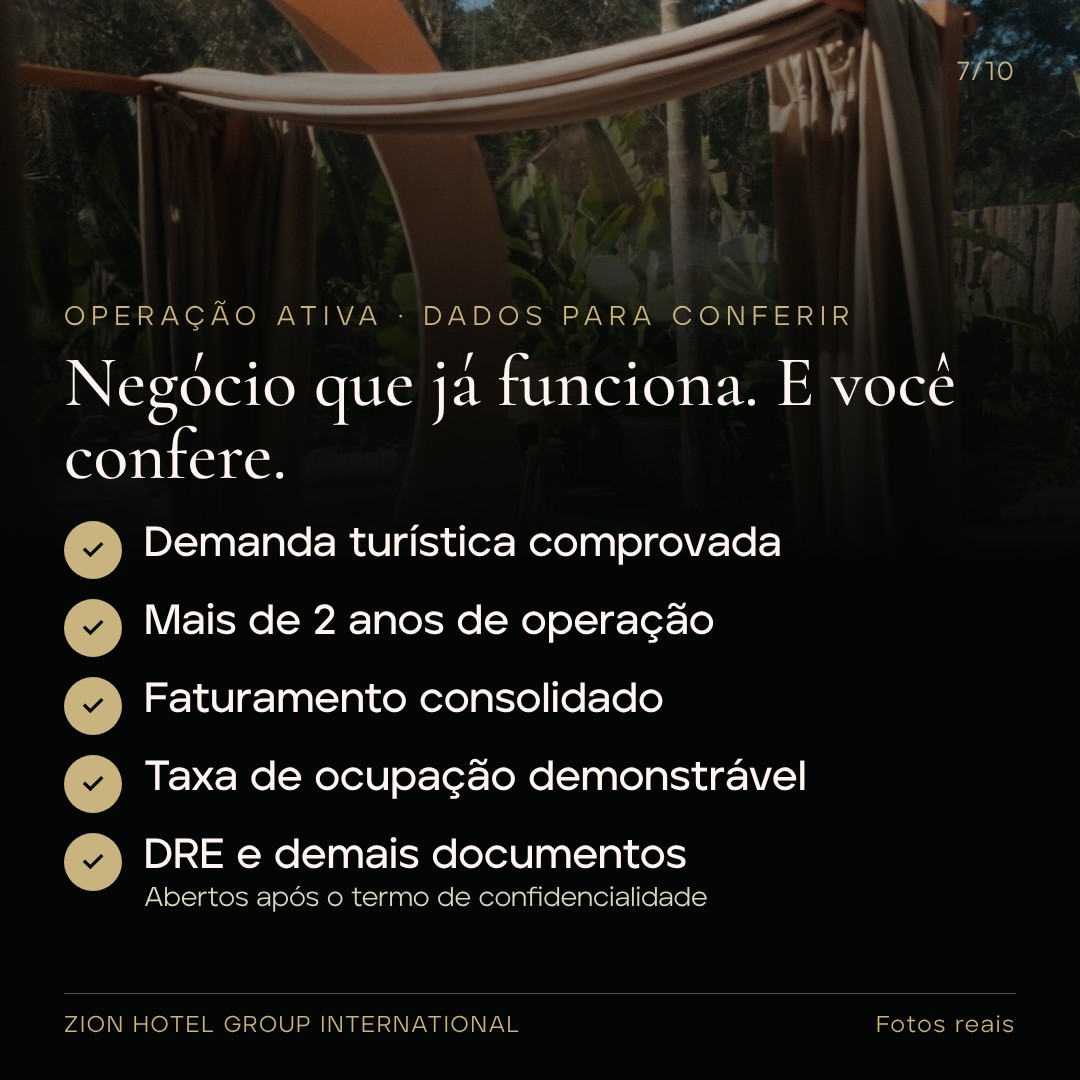 7/10
OPERAÇÃO ATIVA · DADOS PARA CONFERIR
Negócio que já funciona. E você
confere.
Demanda turística comprovada
Mais de 2 anos de operação
Faturamento consolidado
Taxa de ocupação demonstrável
DRE e demais documentos
Abertos após o termo de confidencialidade
ZION HOTEL GROUP INTERNATIONAL
Fotos reais